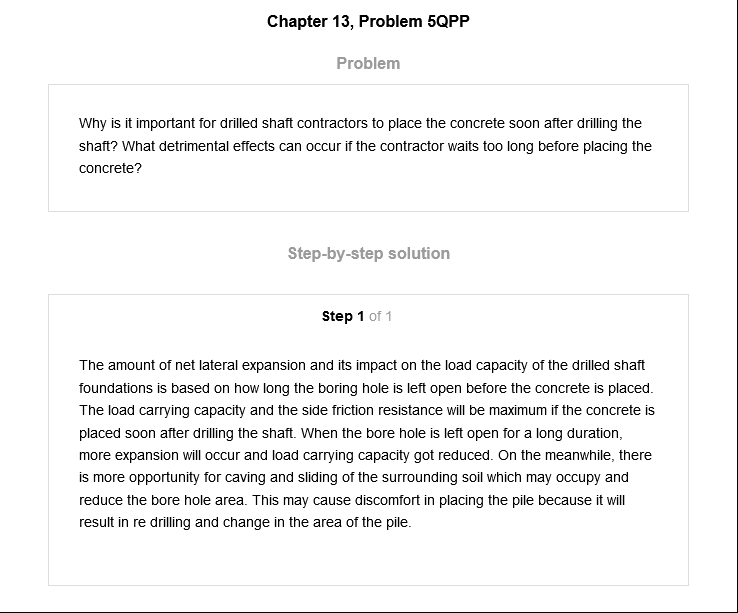 Chapter 13, Problem 5QPP
Problem
Why is it important for drilled shaft contractors to place the concrete soon after drilling the
shaft? What detrimental effects can occur if the contractor waits too long before placing the
concrete?
Step-by-step solution
Step 1 of 1
The amount of net lateral expansion and its impact on the load capacity of the drilled shaft
foundations is based on how long the boring hole is left open before the concrete is placed.
The load carrying capacity and the side friction resistance will be maximum if the concrete is
placed soon after drilling the shaft. When the bore hole is left open for a long duration,
more expansion will occur and load carrying capacity got reduced. On the meanwhile, there
is more opportunity for caving and sliding of the surrounding soil which may occupy and
reduce the bore hole area. This may cause discomfort in placing the pile because it will
result in re drilling and change in the area of the pile.